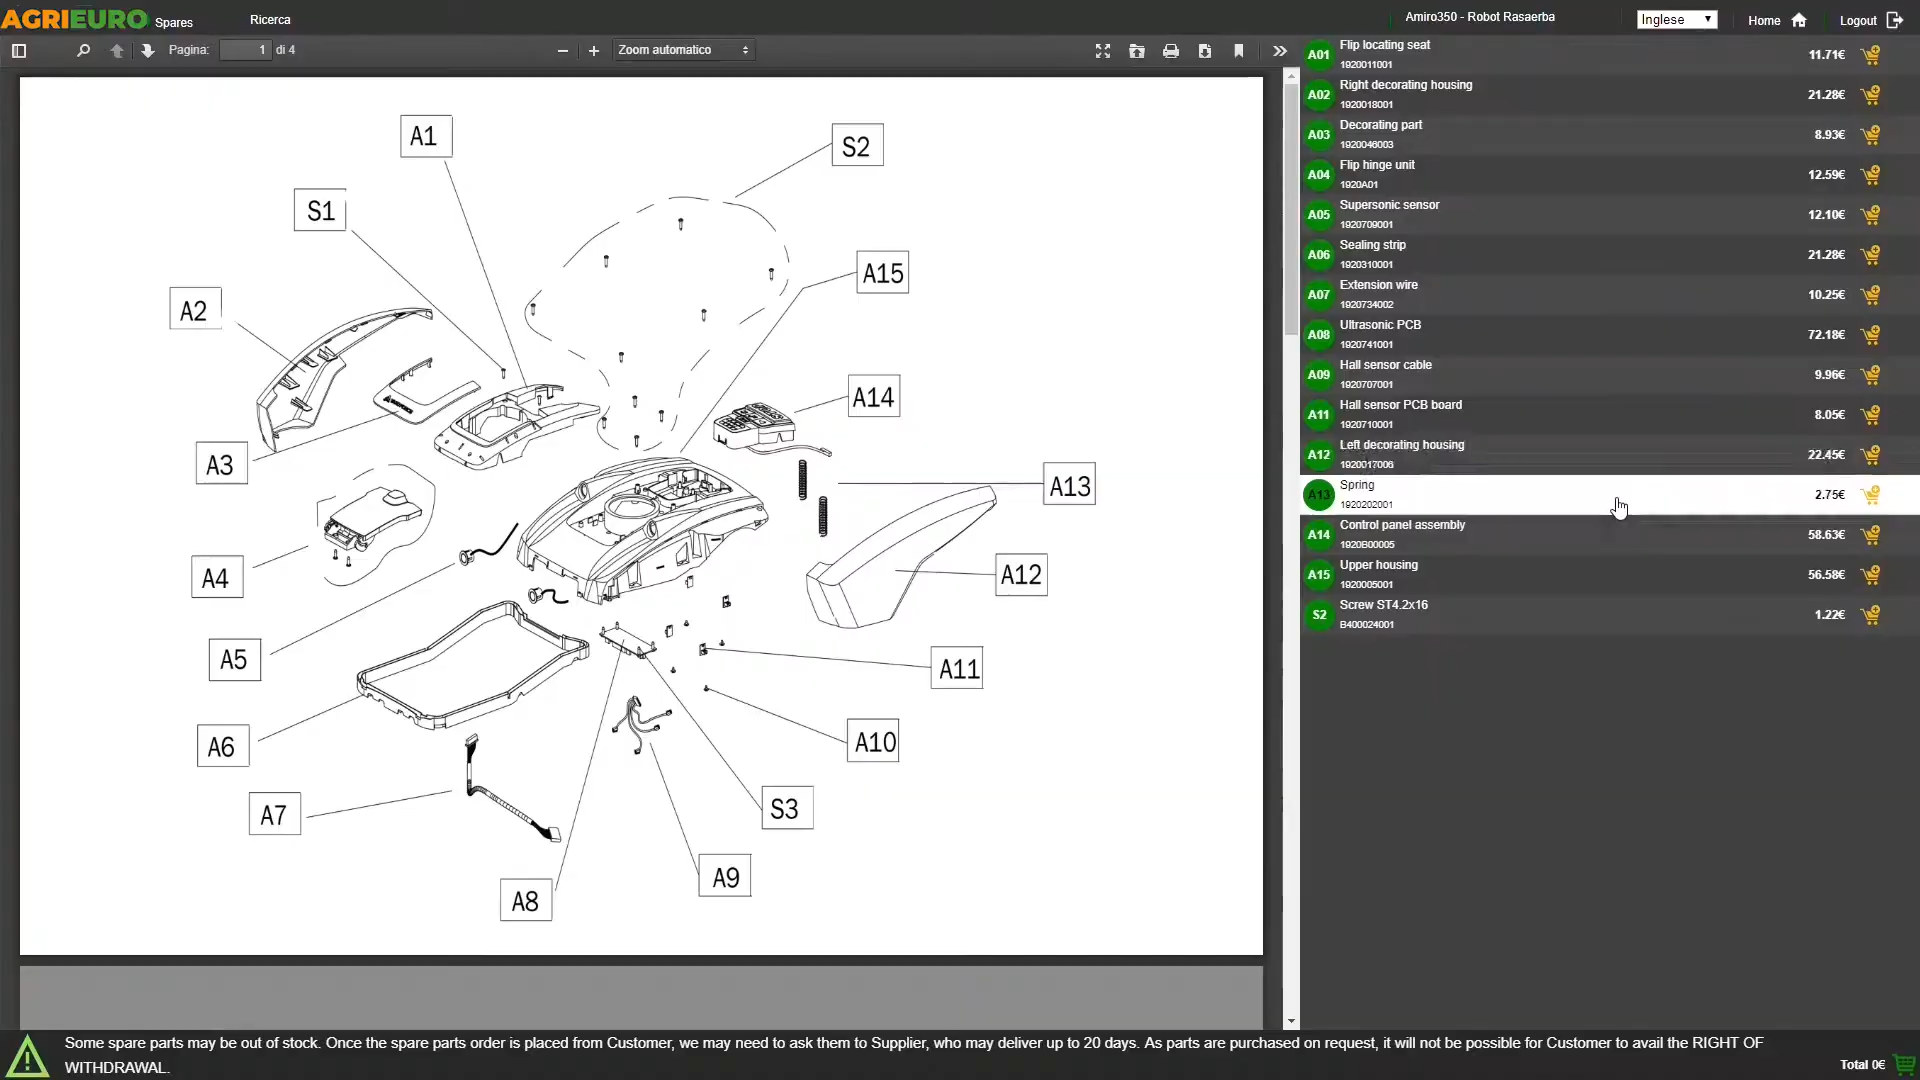 AGRIEURO Spares
Ricerca
Amiro350 - Robot Rasaerba
Inglese
Home
Logout
Pagina: 1 di 4
Zoom automatico
A1
S2
S1
A15
A2
A14
A3
A13
A4
A12
A5
A11
A6
A10
A7
S3
A9
A8
A01 Flip locating seat 11.71€
1920011001
A02 Right decorating housing 21.28€
1920018001
A03 Decorating part 8.93€
1920046003
A04 Flip hinge unit 12.59€
1920A01
A05 Supersonic sensor 12.10€
1920709001
A06 Sealing strip 21.28€
1920310001
A07 Extension wire 10.25€
1920734002
A08 Ultrasonic PCB 72.18€
1920741001
A09 Hall sensor cable 9.96€
1920707001
A11 Hall sensor PCB board 8.05€
1920710001
A12 Left decorating housing 22.45€
1920017006
A13 Spring 2.75€
1920202001
A14 Control panel assembly 58.63€
1920B00005
A15 Upper housing 56.58€
1920005001
S2 Screw ST4.2x16 1.22€
B400024001
Some spare parts may be out of stock. Once the spare parts order is placed from Customer, we may need to ask them to Supplier, who may deliver up to 20 days. As parts are purchased on request, it will not be possible for Customer to avail the RIGHT OF
WITHDRAWAL.
Total 0€